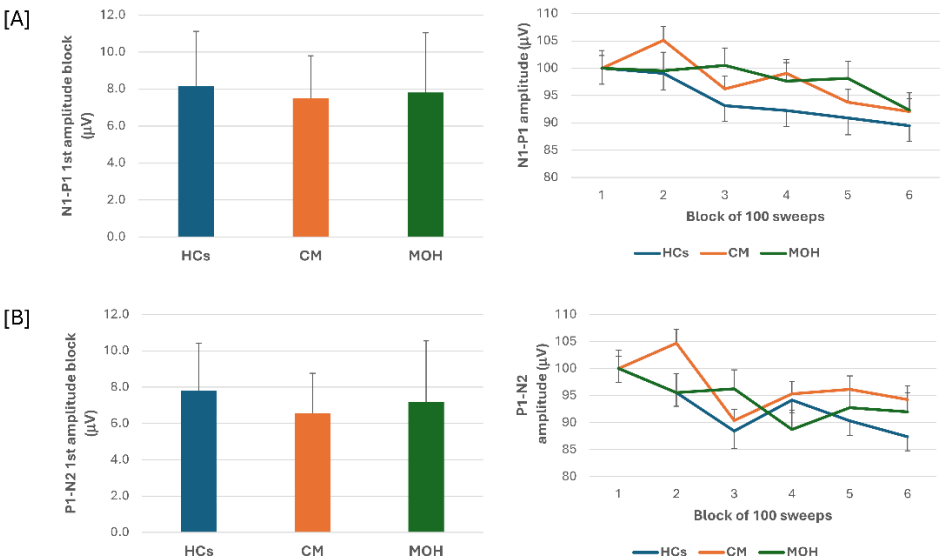 [A]
N1-P1 1st amplitude block
(μV)
12.0
10.0
8.0
6.0
4.0
2.0
0.0
HCs CM MOH
N1-P1 amplitude (μV)
110
105
100
95
90
85
80
1 2 3 4 5 6
Block of 100 sweeps
HCs CM MOH
[B]
P1-N2 1st amplitude block
(μV)
12.0
10.0
8.0
6.0
4.0
2.0
0.0
HCs CM MOH
P1-N2
amplitude (μV)
110
105
100
95
90
85
80
1 2 3 4 5 6
Block of 100 sweeps
HCs CM MOH